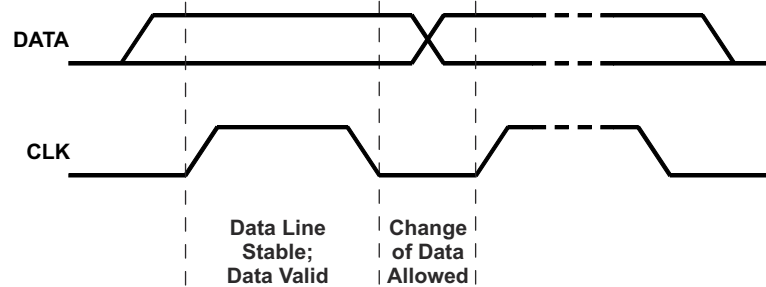 DATA
CLK
Data Line
Stable;
Data Valid
Change
of Data
Allowed